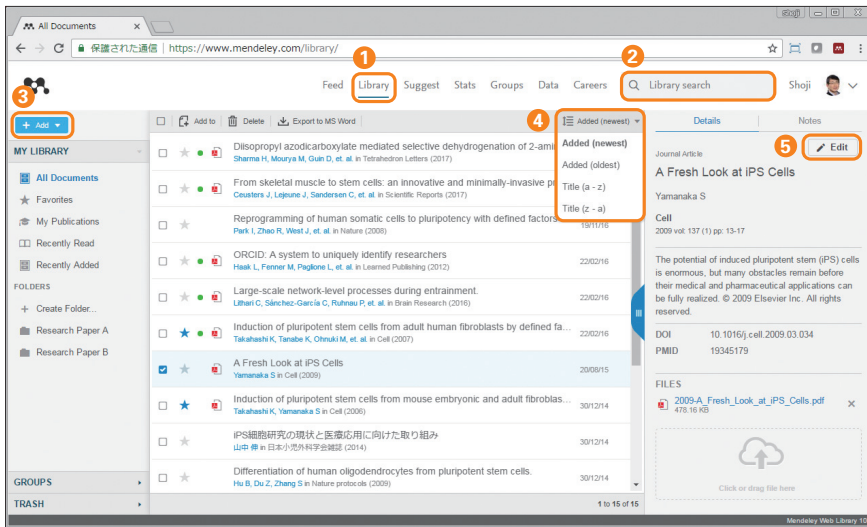 All Documents
Shoji
保護された通信 | https://www.mendeley.com/library/
1
2
Feed Library Suggest Stats Groups Data Careers Library search Shoji
3
+ Add
Add to Delete Export to MS Word
4
Added (newest)
Added (newest)
Added (oldest)
Title (a - z)
Title (z - a)
MY LIBRARY
All Documents
Favorites
My Publications
Recently Read
Recently Added
FOLDERS
+ Create Folder...
Research Paper A
Research Paper B
GROUPS
TRASH
Diisopropyl azodicarboxylate mediated selective dehydrogenation of 2-ami
Sharma H, Mourya M, Guin D, et. al. in Tetrahedron Letters (2017)
From skeletal muscle to stem cells: an innovative and minimally-invasive pr
Ceusters J, Lejeune J, Sandersen C, et. al. in Scientific Reports (2017)
Reprogramming of human somatic cells to pluripotency with defined factors
Park I, Zhao R, West J, et. al. in Nature (2008)
19/11/16
ORCID: A system to uniquely identify researchers
Haak L, Fenner M, Paglione L, et. al. in Learned Publishing (2012)
22/02/16
Large-scale network-level processes during entrainment.
Lithari C, Sánchez-García C, Ruhnau P, et. al. in Brain Research (2016)
22/02/16
Induction of pluripotent stem cells from adult human fibroblasts by defined fa...
Takahashi K, Tanabe K, Ohnuki M, et. al. in Cell (2007)
22/02/16
A Fresh Look at iPS Cells
Yamanaka S in Cell (2009)
20/08/15
Induction of pluripotent stem cells from mouse embryonic and adult fibroblas...
Takahashi K, Yamanaka S in Cell (2006)
30/12/14
iPS細胞研究の現状と医療応用に向けた取り組み
山中 伸 in 日本小児外科学会雑誌 (2014)
30/12/14
Differentiation of human oligodendrocytes from pluripotent stem cells.
Hu B, Du Z, Zhang S in Nature protocols (2009)
30/12/14
1 to 15 of 15
Details Notes
5
Edit
Journal Article
A Fresh Look at iPS Cells
Yamanaka S
Cell
2009 vol: 137 (1) pp: 13-17
The potential of induced pluripotent stem (iPS) cells
is enormous, but many obstacles remain before
their medical and pharmaceutical applications can
be fully realized. © 2009 Elsevier Inc. All rights
reserved.
DOI 10.1016/j.cell.2009.03.034
PMID 19345179
FILES
2009-A_Fresh_Look_at_iPS_Cells.pdf
478.16 KB
Click or drag file here
Mendeley Web Library 10